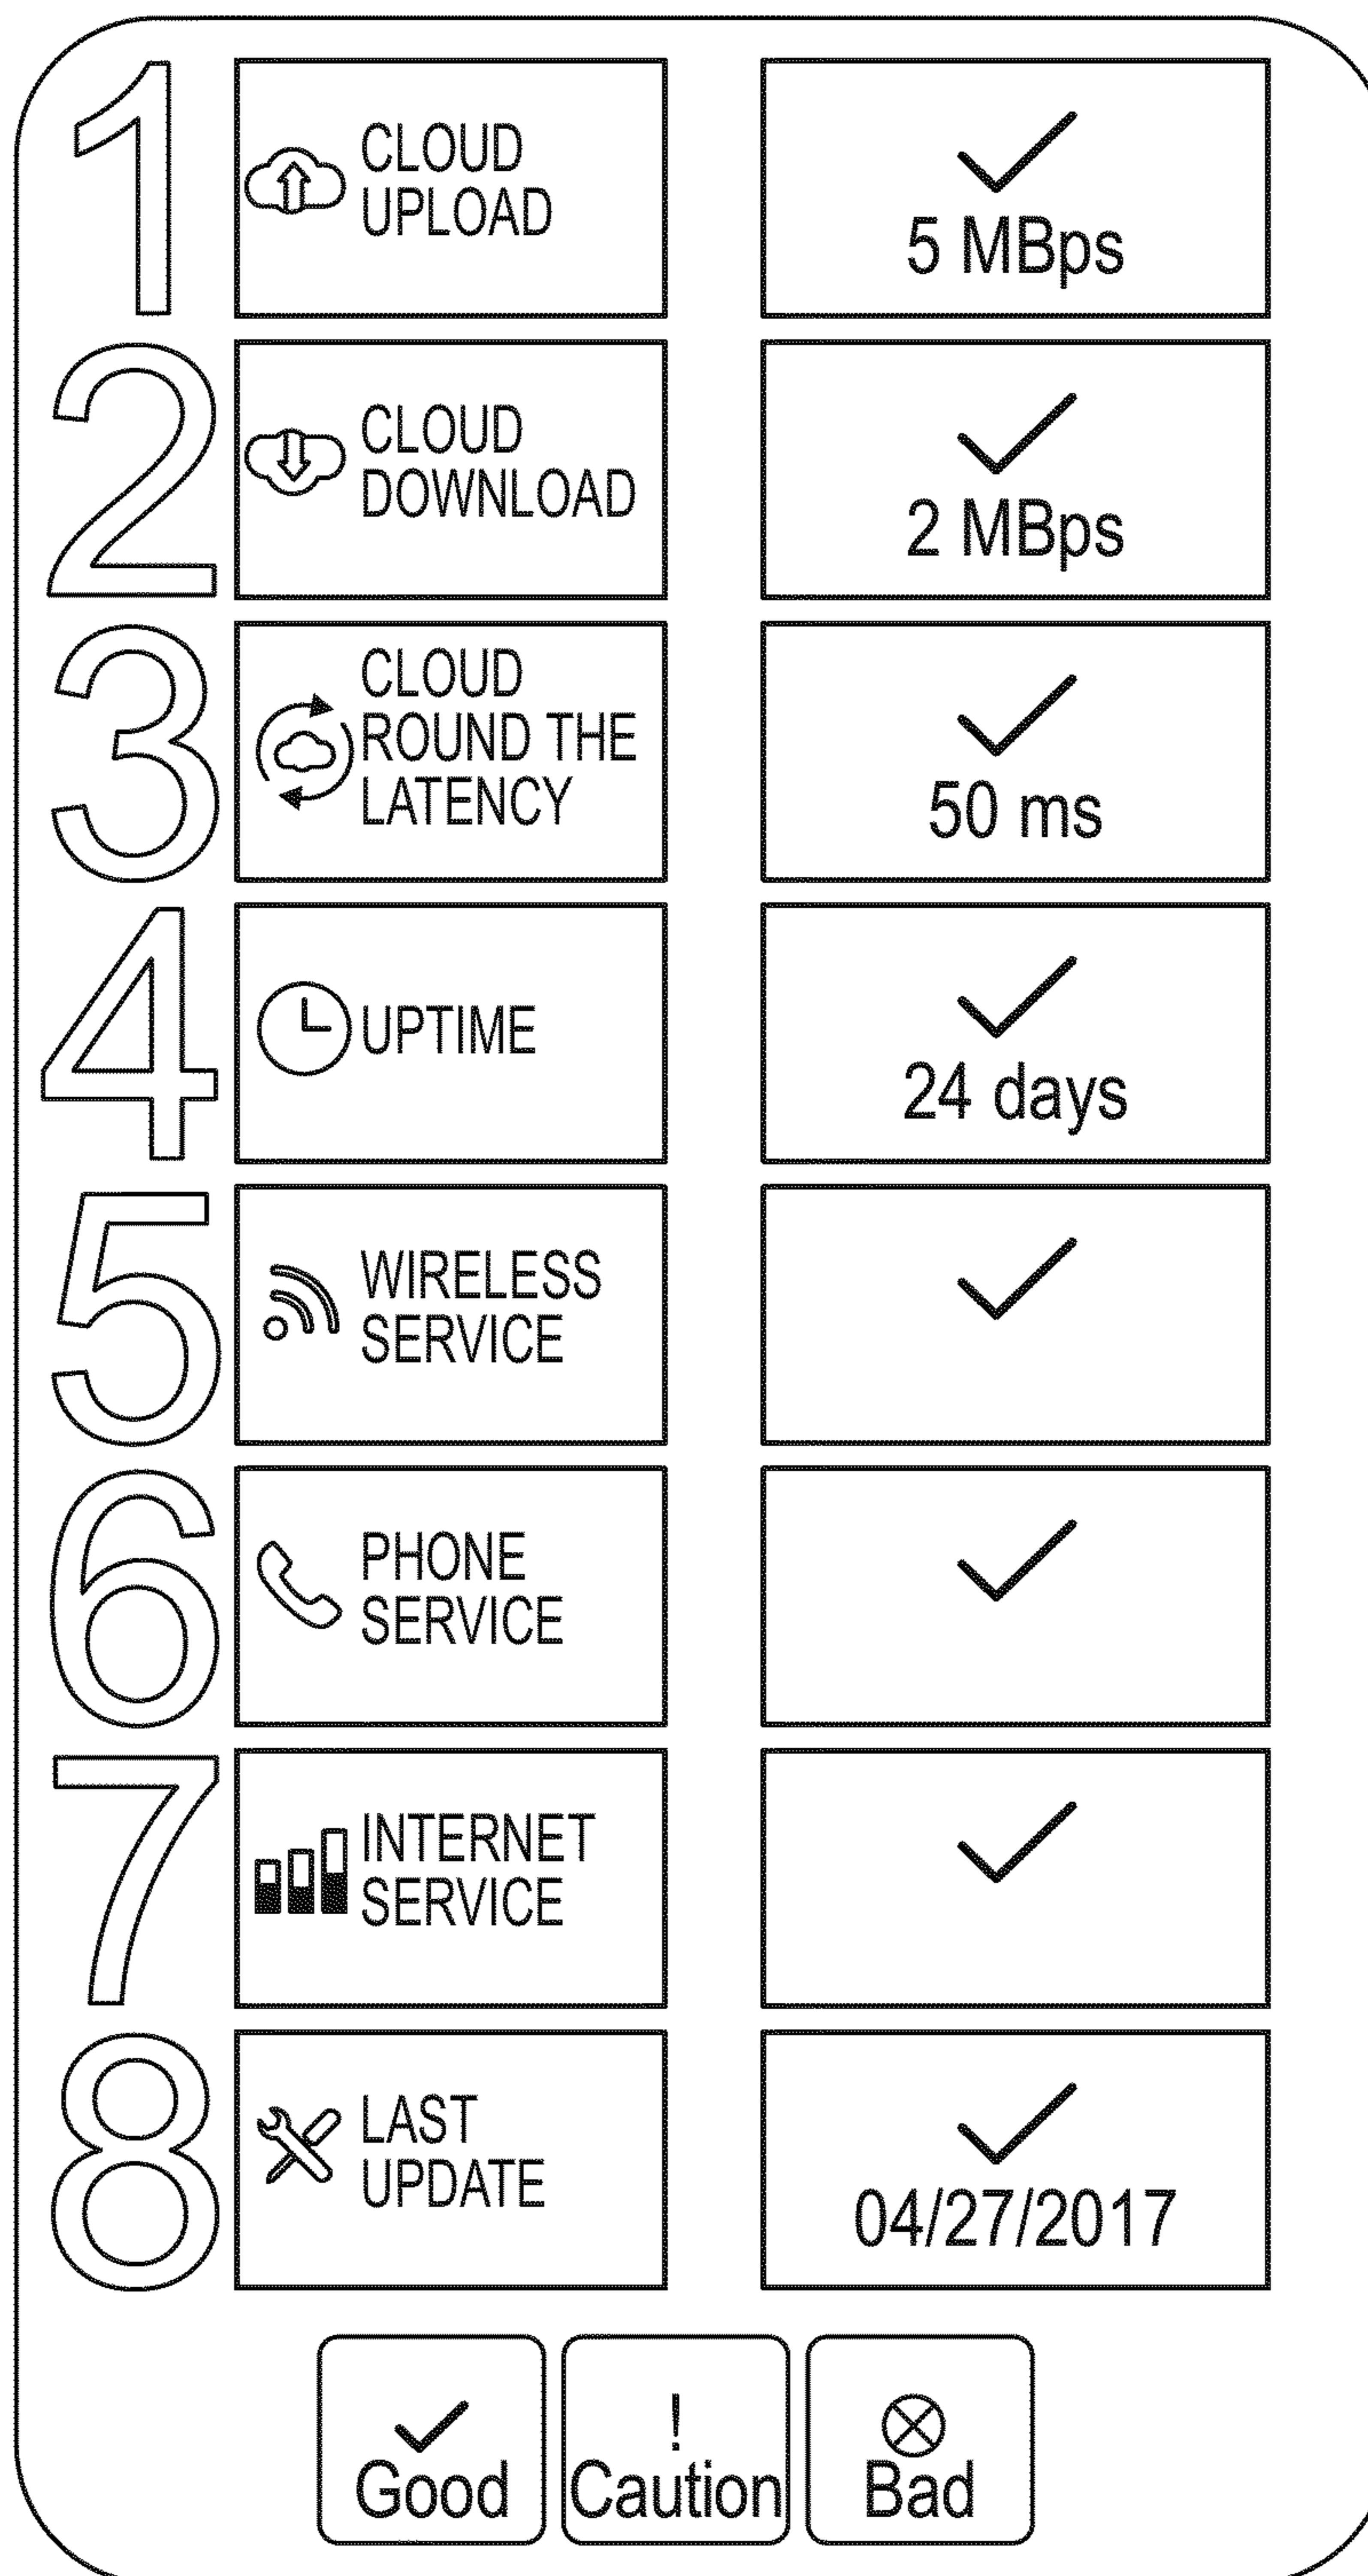 1
CLOUD
UPLOAD
5 MBps
2
CLOUD
DOWNLOAD
2 MBps
3
CLOUD
ROUND THE
LATENCY
50 ms
4
UPTIME
24 days
5
WIRELESS
SERVICE
6
PHONE
SERVICE
7
INTERNET
SERVICE
8
LAST
UPDATE
04/27/2017
Good
!
Caution
Bad